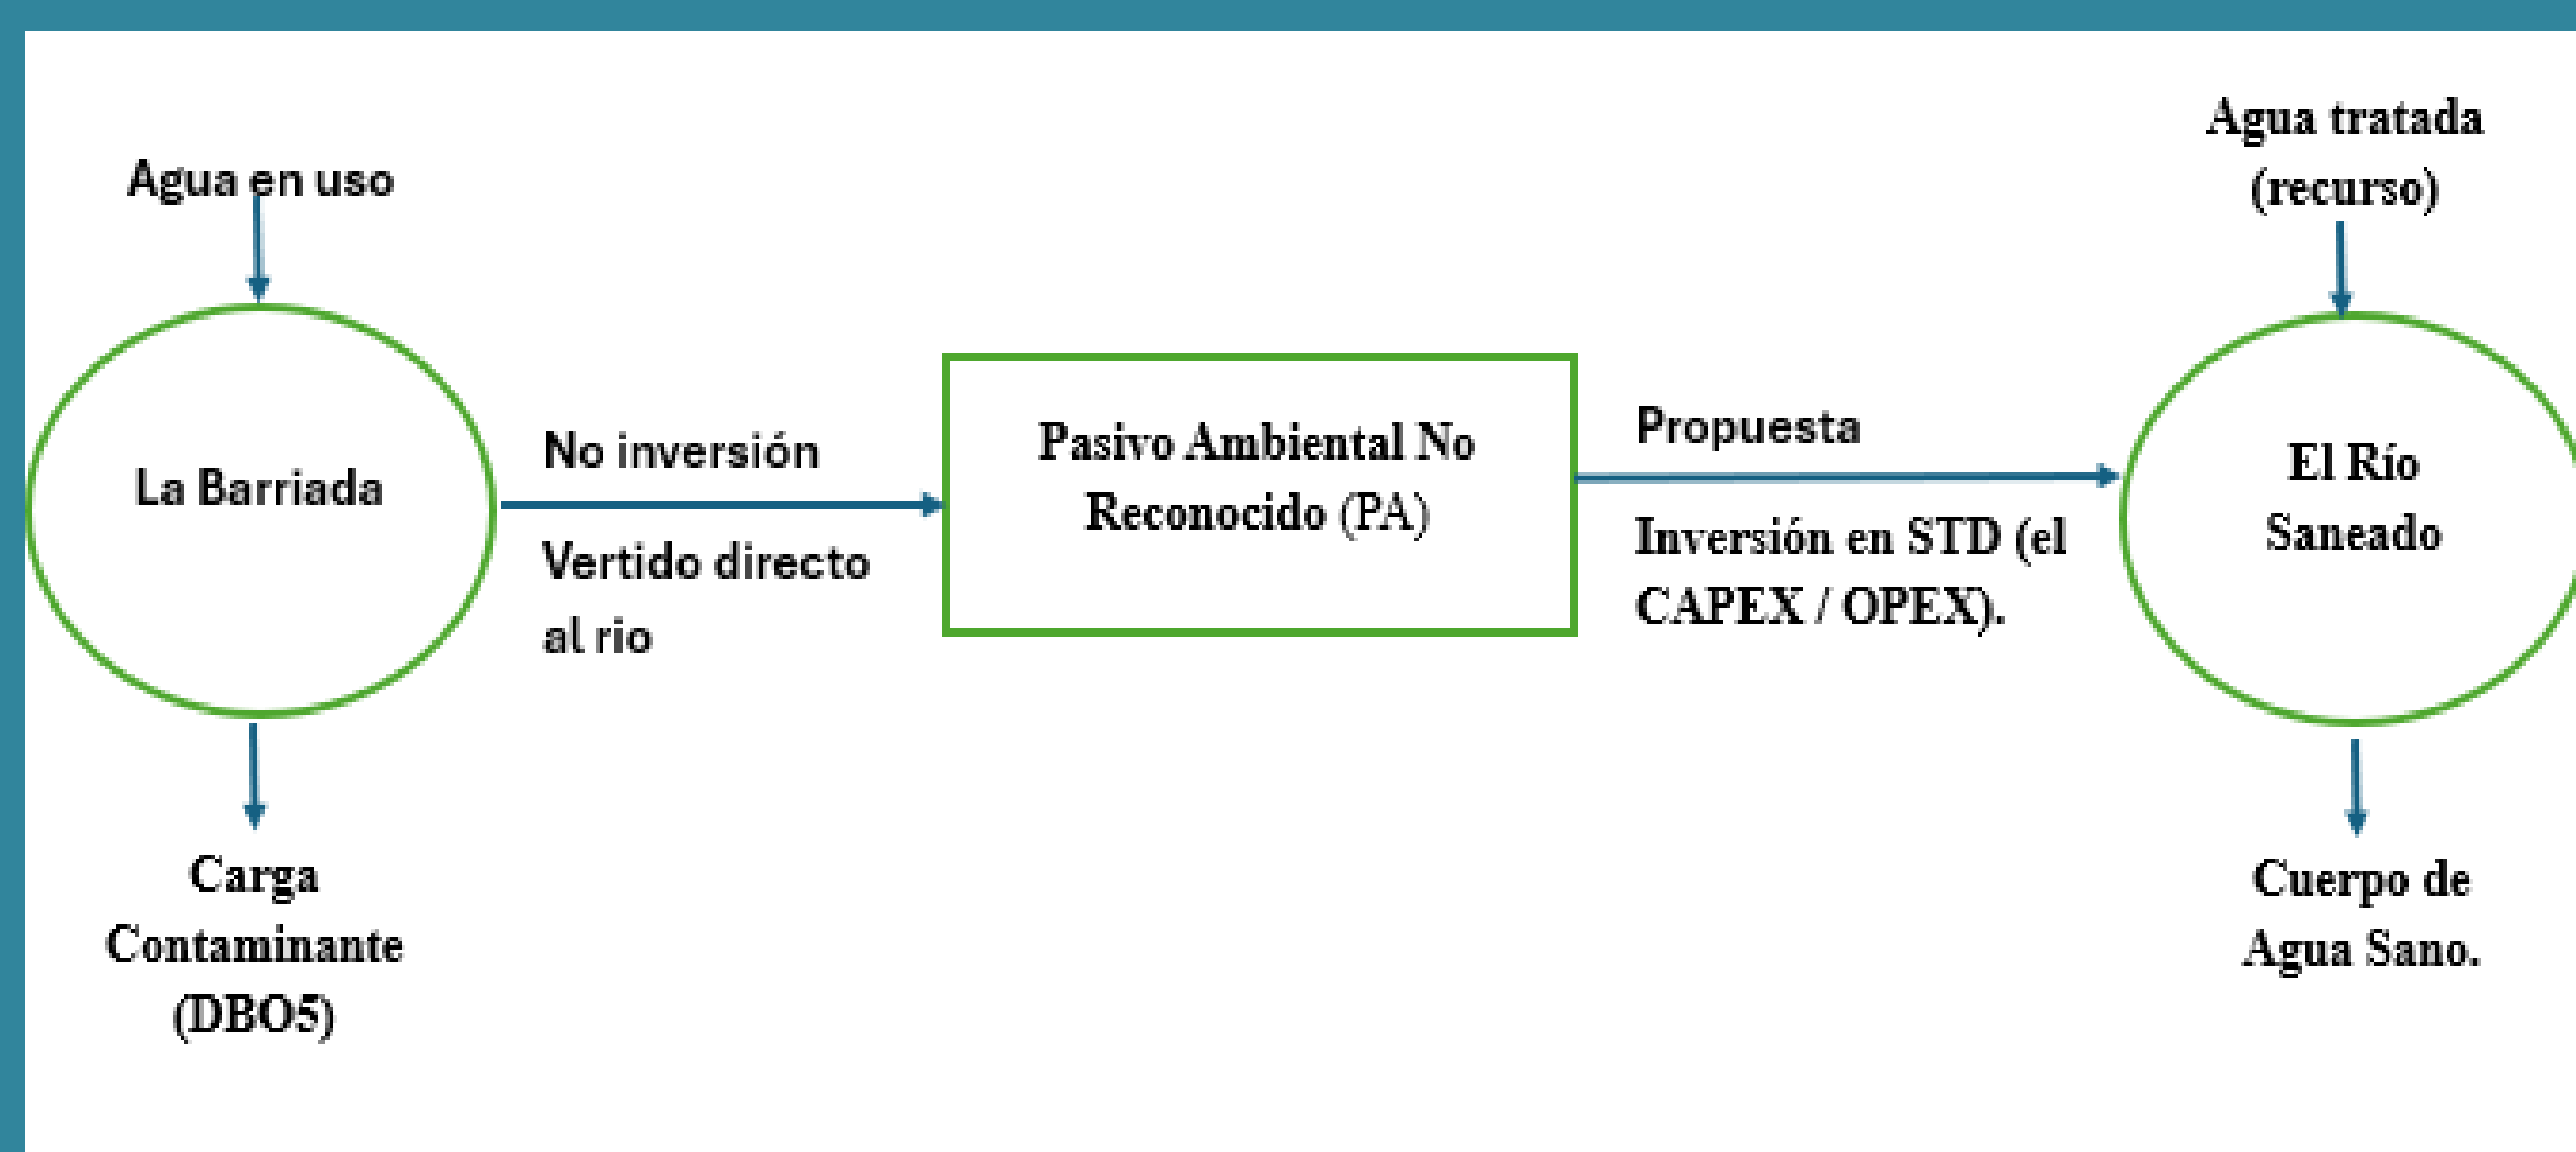 Agua en uso
La Barriada
Carga
Contaminante
(DBO5)
No inversión
Vertido directo
al rio
Pasivo Ambiental No
Reconocido (PA)
Propuesta
Inversión en STD (el
CAPEX / OPEX).
Agua tratada
(recurso)
El Río
Saneado
Cuerpo de
Agua Sano.